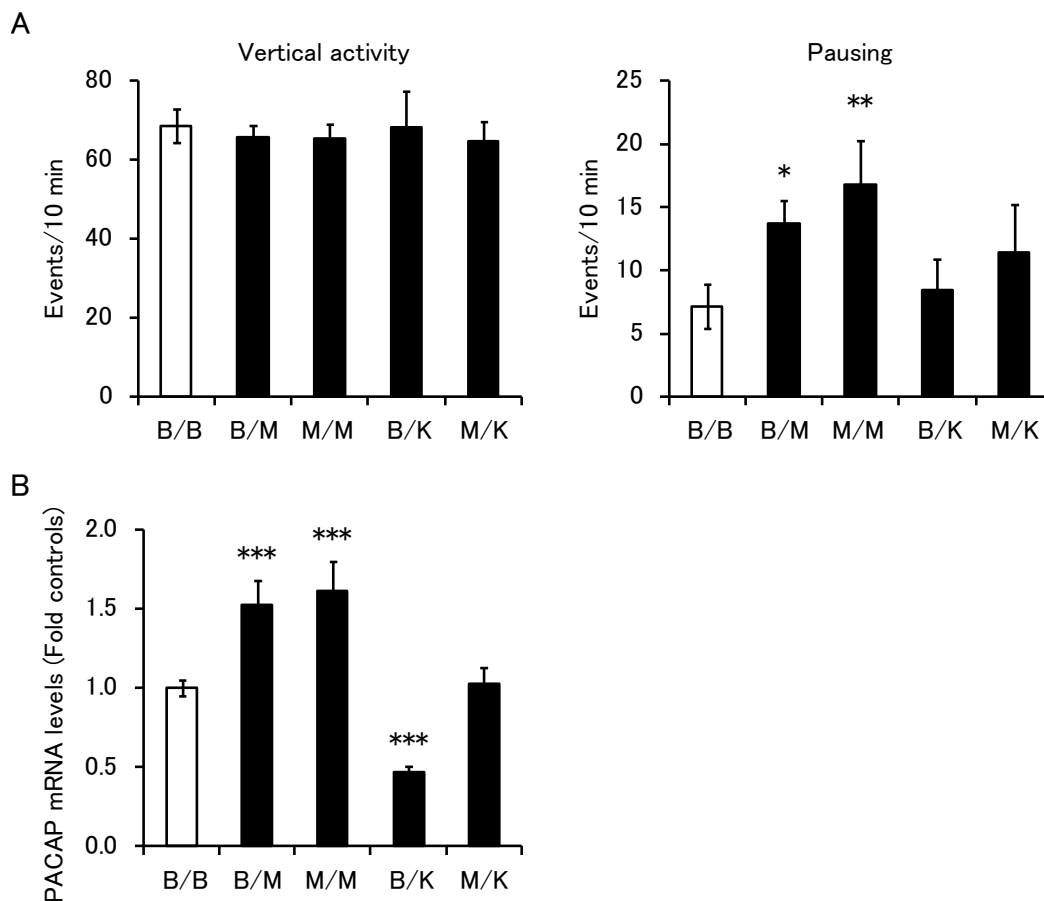 A
Vertical activity
Events/10 min
80
60
40
20
0
B/B B/M M/M B/K M/K
Pausing
Events/10 min
25
20
15
10
5
0
**
*
B/B B/M M/M B/K M/K
B
PACAP mRNA levels (Fold controls)
2.0
1.5
1.0
0.5
0.0
***
***
***
B/B B/M M/M B/K M/K